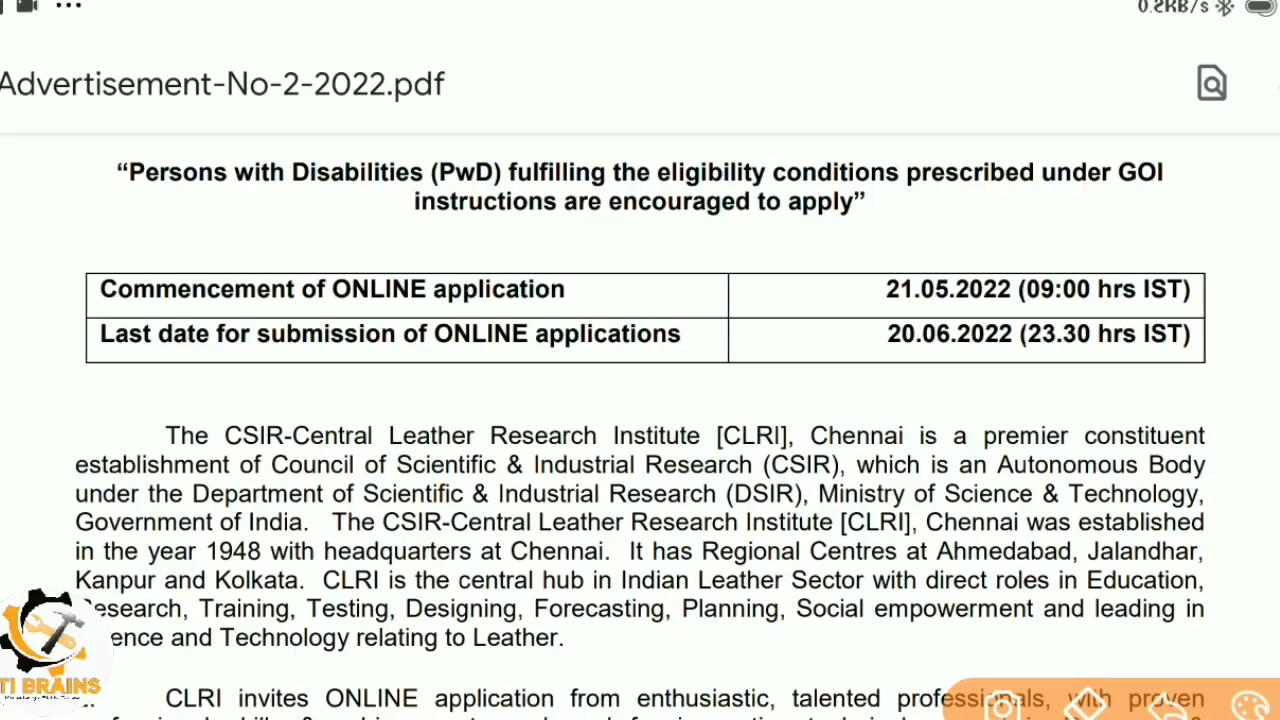 0.2KB/s
Advertisement-No-2-2022.pdf
“Persons with Disabilities (PwD) fulfilling the eligibility conditions prescribed under GOI
instructions are encouraged to apply”
Commencement of ONLINE application 21.05.2022 (09:00 hrs IST)
Last date for submission of ONLINE applications 20.06.2022 (23.30 hrs IST)
The CSIR-Central Leather Research Institute [CLRI], Chennai is a premier constituent
establishment of Council of Scientific & Industrial Research (CSIR), which is an Autonomous Body
under the Department of Scientific & Industrial Research (DSIR), Ministry of Science & Technology,
Government of India. The CSIR-Central Leather Research Institute [CLRI], Chennai was established
in the year 1948 with headquarters at Chennai. It has Regional Centres at Ahmedabad, Jalandhar,
Kanpur and Kolkata. CLRI is the central hub in Indian Leather Sector with direct roles in Education,
Research, Training, Testing, Designing, Forecasting, Planning, Social empowerment and leading in
ence and Technology relating to Leather.
TI BRAINS
CLRI invites ONLINE application from enthusiastic, talented professionals, with proven